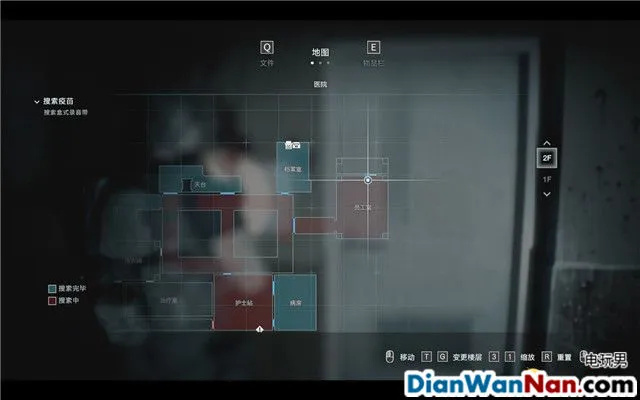 Q
地图
E
文件
物品栏
医院
搜索疫苗
搜索盒式录音带
档案室
天台
2F
1F
员工室
搜索完毕
搜索中
治疗室
护士站
病房
移动 T G 变更楼层 3 1 缩放 R 重置
电玩男
DianWanNan.com